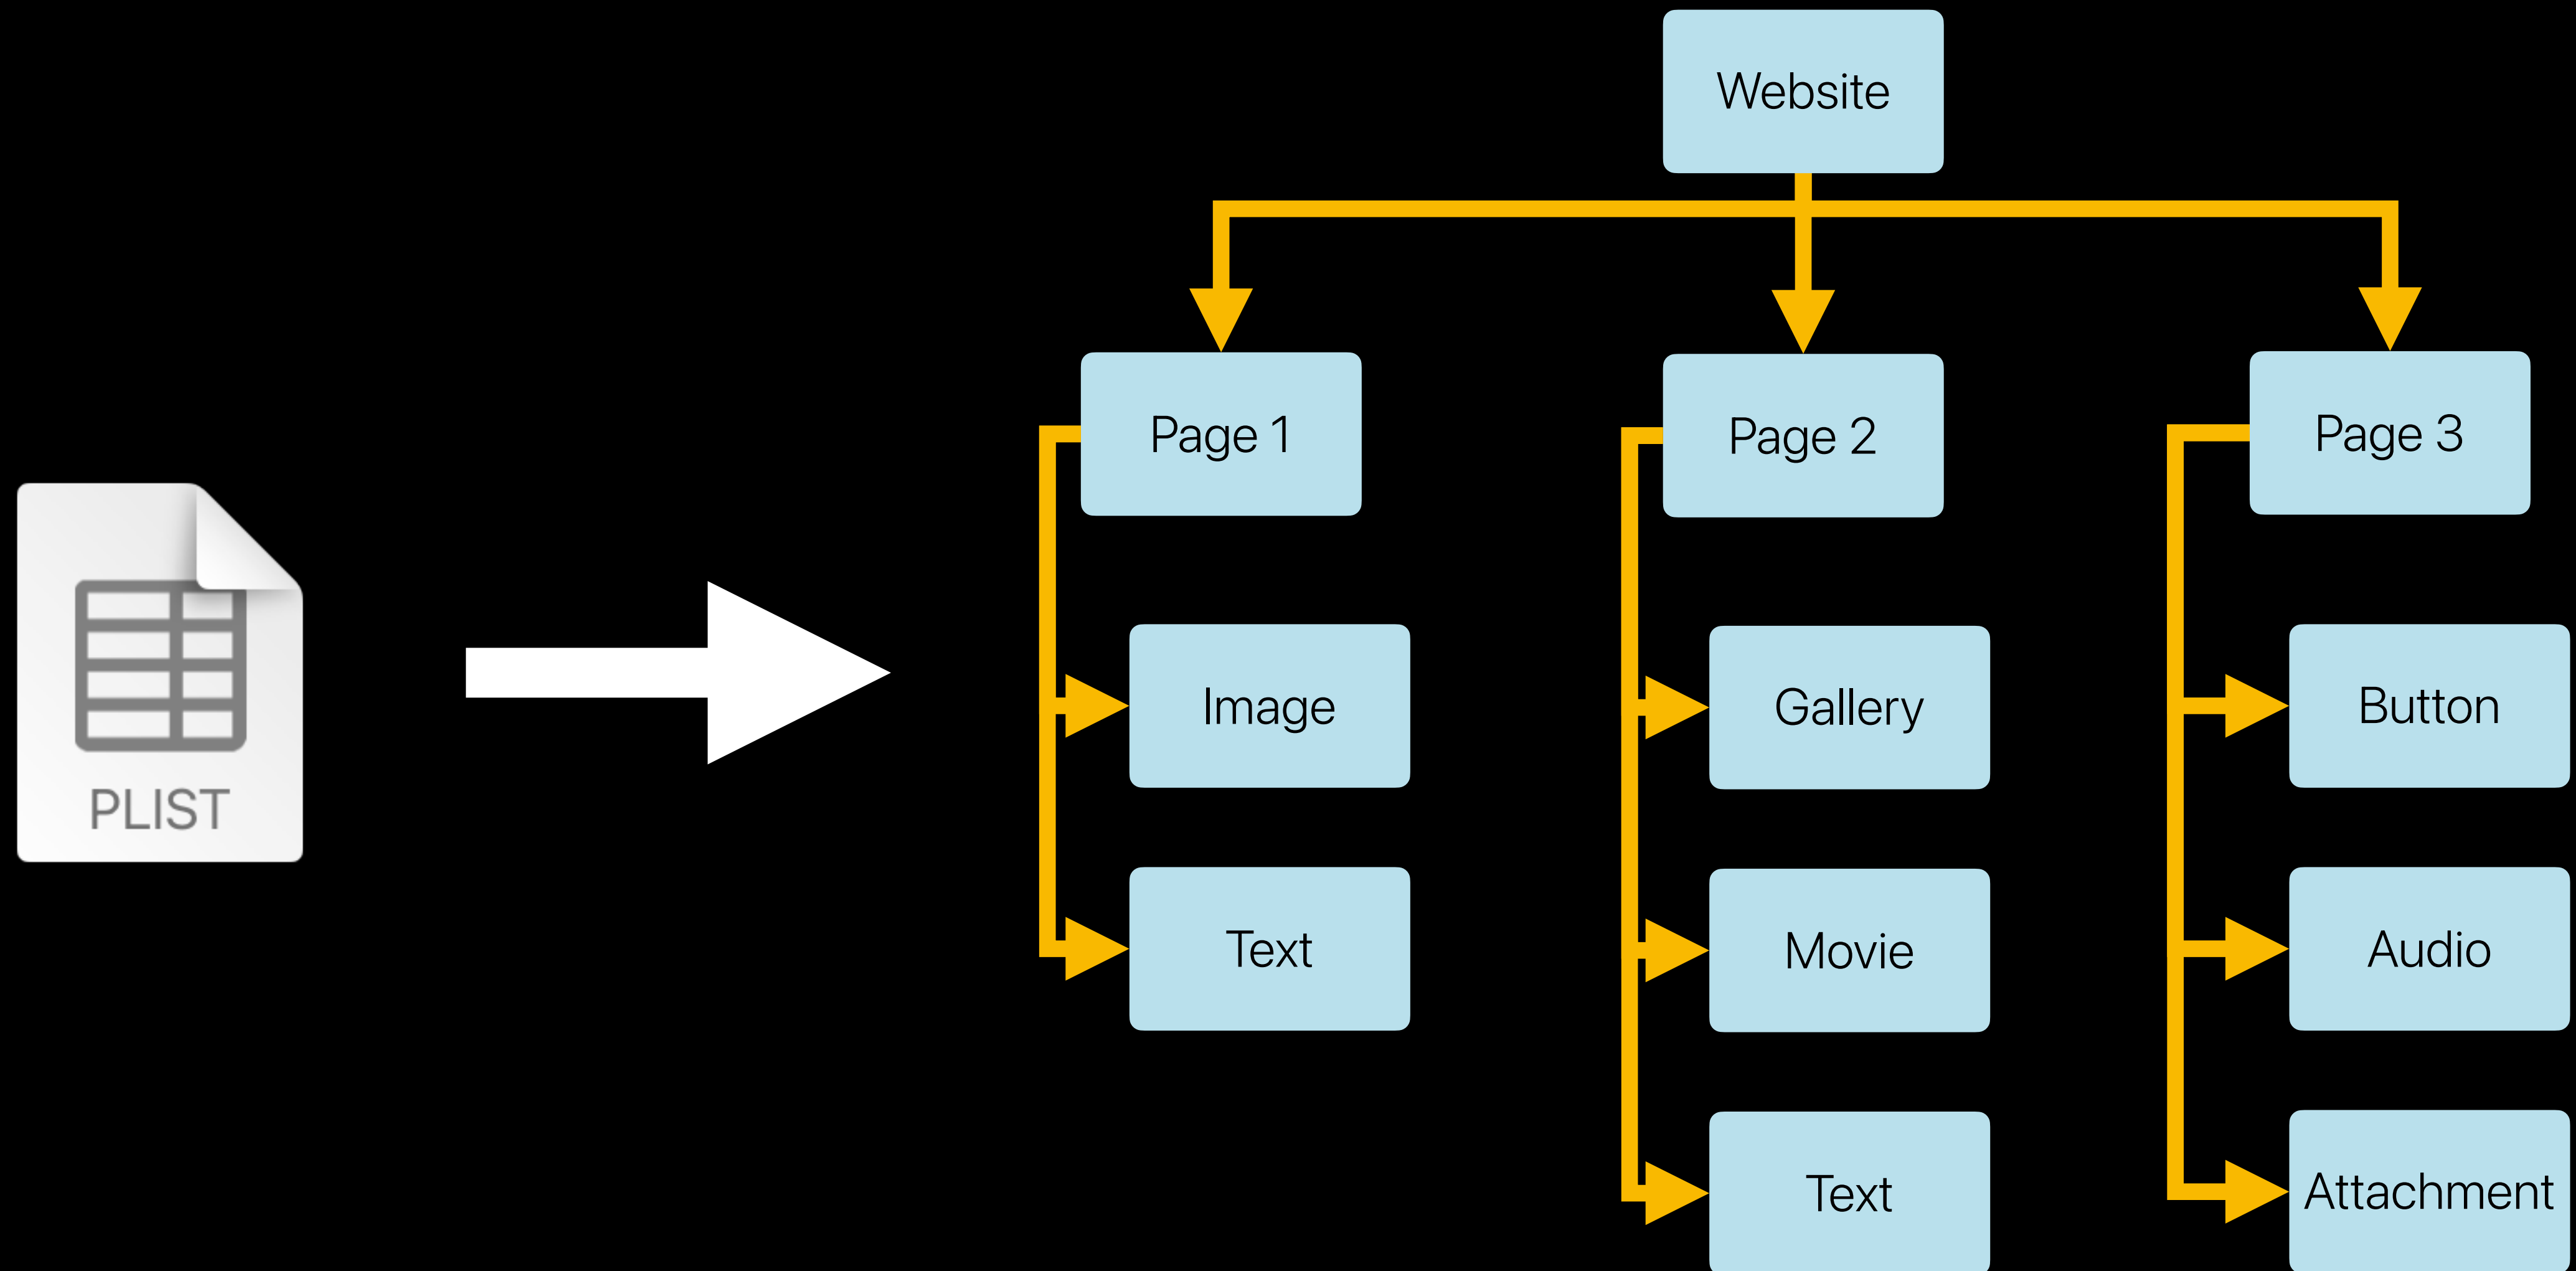 Website
Page 1
Page 2
Page 3
PLIST
Image
Gallery
Button
Text
Movie
Audio
Text
Attachment